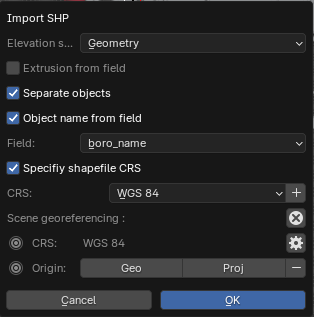 Import SHP
Elevation s... Geometry
Extrusion from field
Separate objects
Object name from field
Field: boro_name
Specifiy shapefile CRS
CRS: WGS 84 +
Scene georeferencing :
CRS: WGS 84
Origin: Geo Proj −
Cancel OK